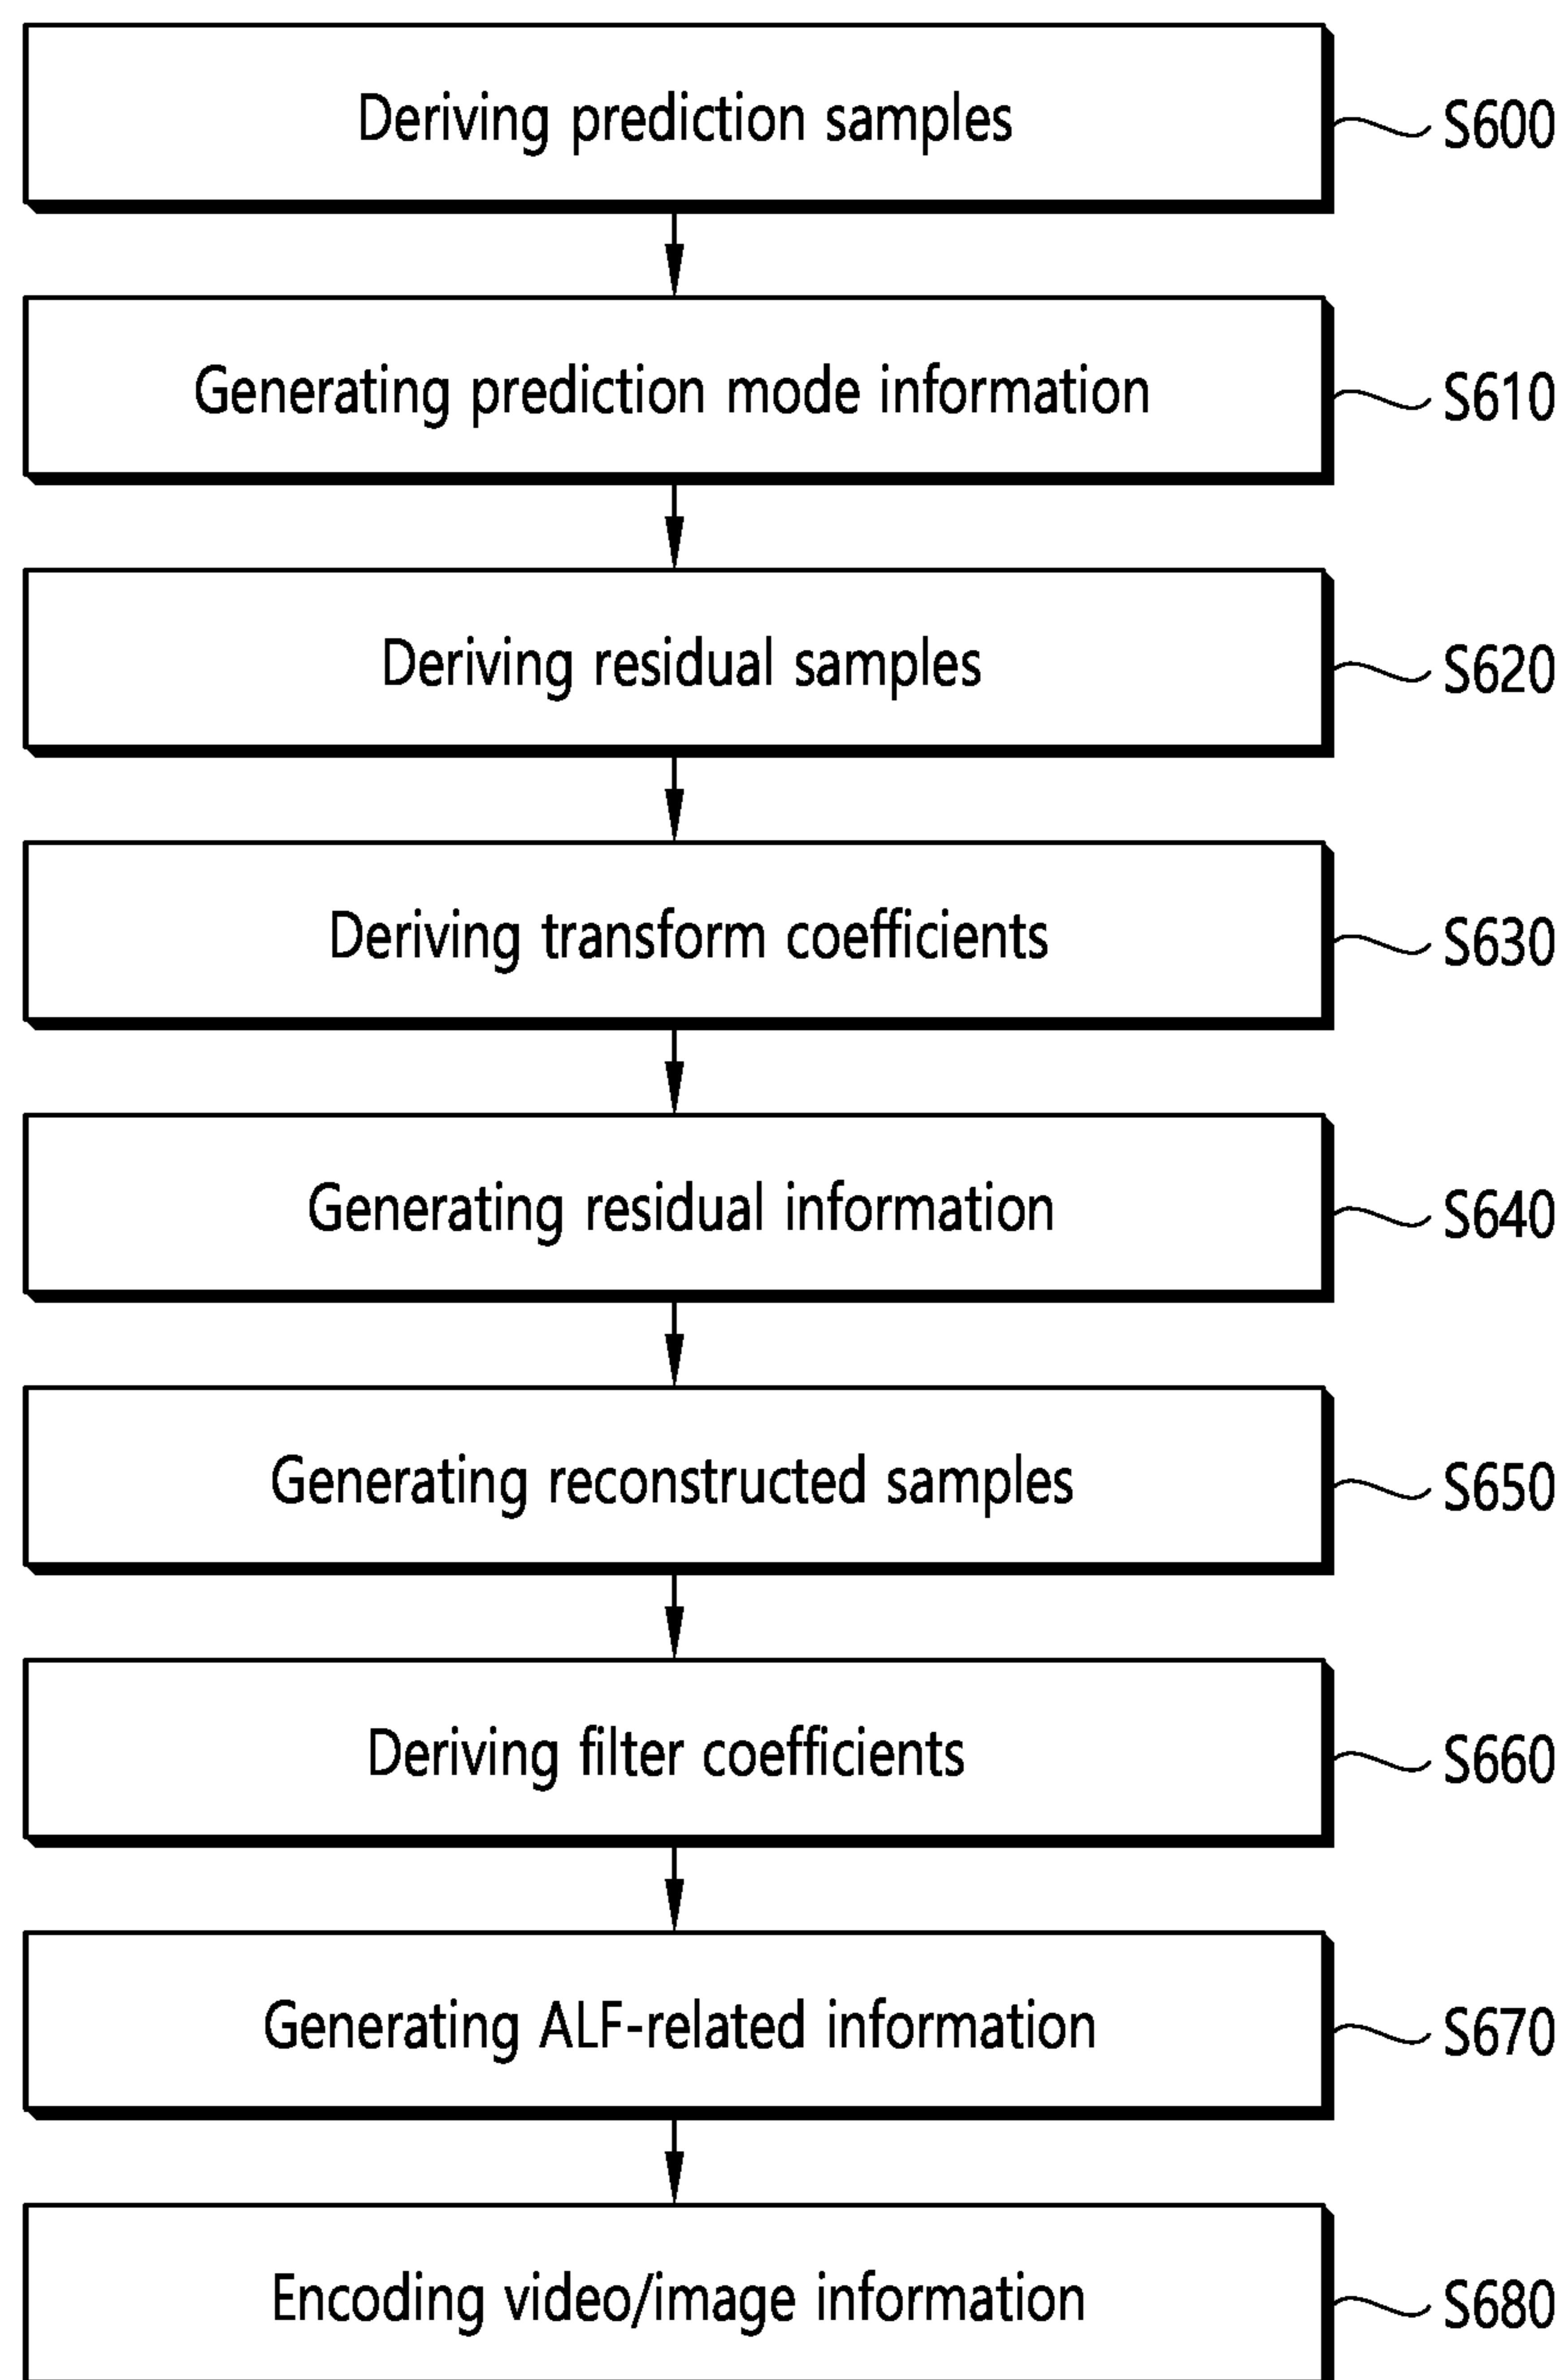 Deriving prediction samples S600
Generating prediction mode information S610
Deriving residual samples S620
Deriving transform coefficients S630
Generating residual information S640
Generating reconstructed samples S650
Deriving filter coefficients S660
Generating ALF-related information S670
Encoding video/image information S680